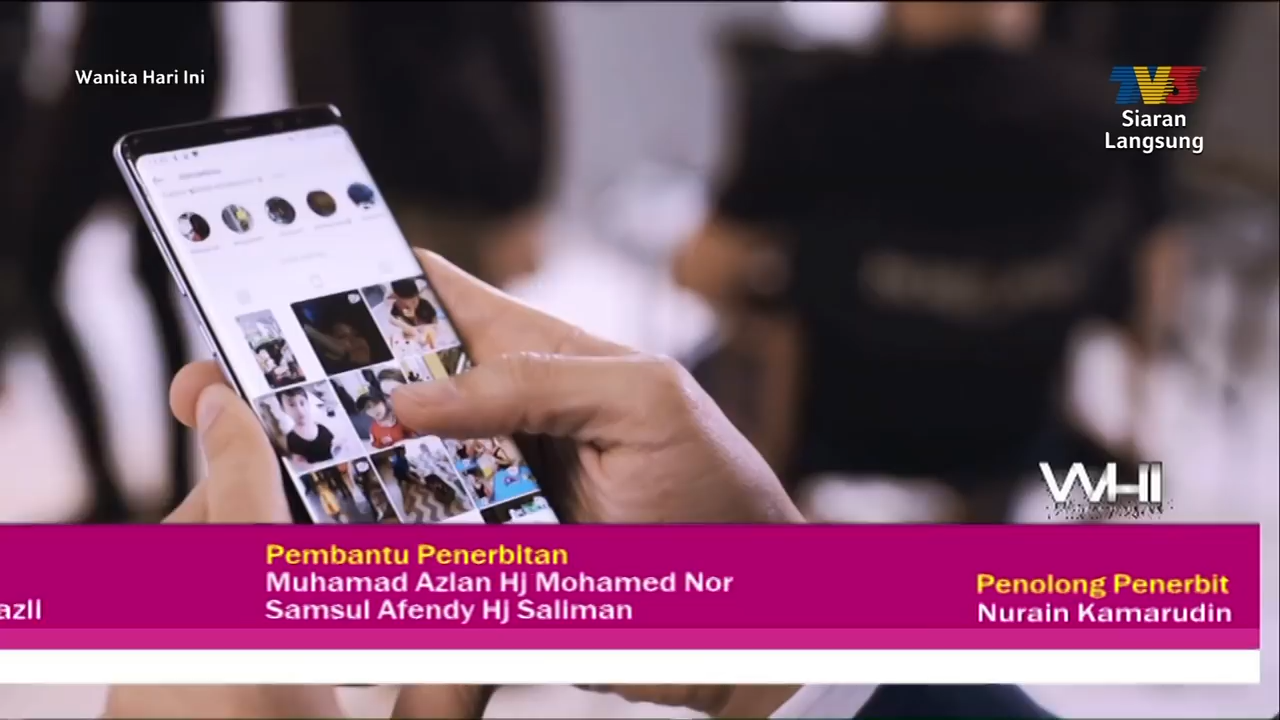 Wanita Hari Ini
TV3
Siaran
Langsung
WHI
azli
Pembantu Penerbitan
Muhamad Azlan Hj Mohamed Nor
Samsul Afendy Hj Saliman
Penolong Penerbit
Nurain Kamarudin